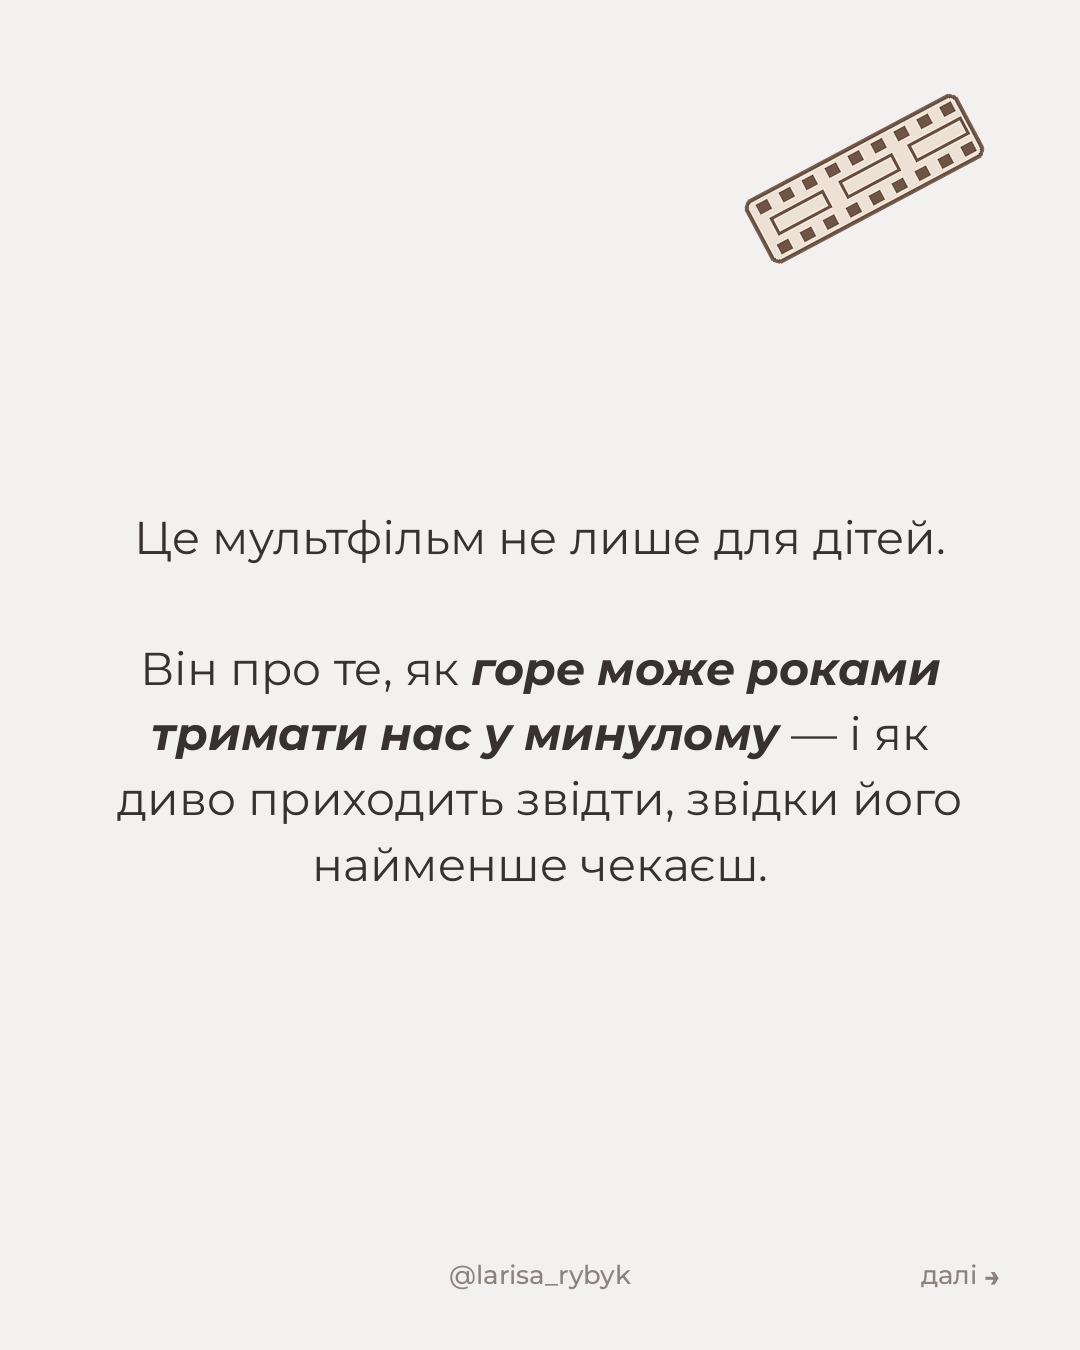 Це мультфільм не лише для дітей.
Він про те, як горе може роками
тримати нас у минулому — і як
диво приходить звідти, звідки його
найменше чекаєш.
@larisa_rybyk
далі →